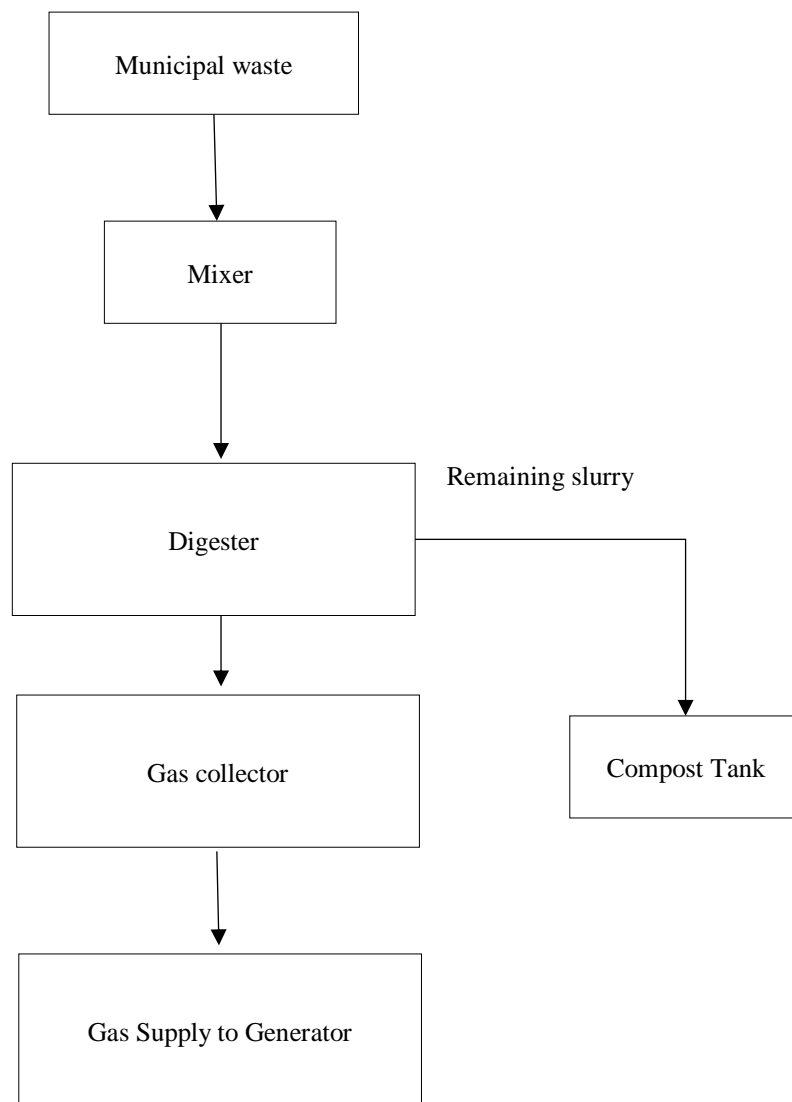 Municipal waste
Mixer
Remaining slurry
Digester
Gas collector
Compost Tank
Gas Supply to Generator